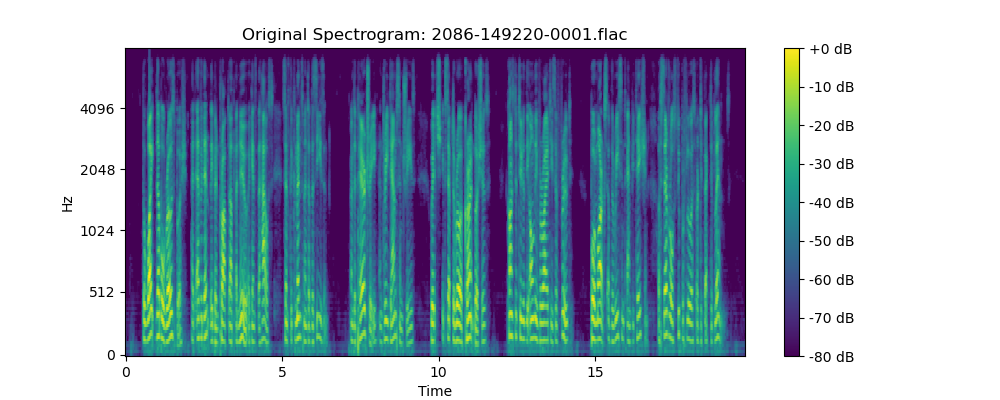 Original Spectrogram: 2086-149220-0001.flac
Hz
4096
2048
1024
512
0
0 5 10 15
Time
+0 dB
-10 dB
-20 dB
-30 dB
-40 dB
-50 dB
-60 dB
-70 dB
-80 dB